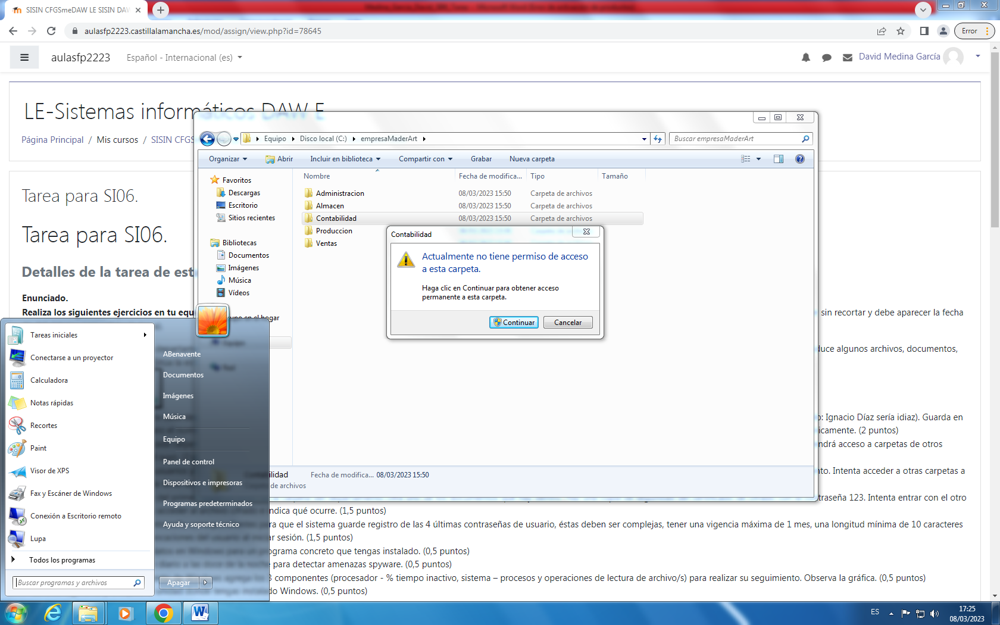 SISIN CFGSmeDAW LE SISIN DAW
aulasfp2223.castillalamancha.es/mod/assign/view.php?id=78645
Error
aulasfp2223
Español - Internacional (es)
David Medina García
LE-Sistemas informáticos DAW E
Página Principal / Mis cursos / SISIN CFGS
Tarea para SI06.
Tarea para SI06.
Detalles de la tarea de est
Enunciado.
Realiza los siguientes ejercicios en tu equ
sin recortar y debe aparecer la fecha
duce algunos archivos, documentos,
o: Ignacio Díaz sería idiaz). Guarda en
icamente. (2 puntos)
ndrá acceso a carpetas de otros
nto. Intenta acceder a otras carpetas a
traseña 123. Intenta entrar con el otro
indica qué ocurre. (1,5 puntos)
para que el sistema guarde registro de las 4 últimas contraseñas de usuario, éstas deben ser complejas, tener una vigencia máxima de 1 mes, una longitud mínima de 10 caracteres
ar sesión. (1,5 puntos)
grama concreto que tengas instalado. (0,5 puntos)
para detectar amenazas spyware. (0,5 puntos)
3 componentes (procesador - % tiempo inactivo, sistema – procesos y operaciones de lectura de archivo/s) para realizar su seguimiento. Observa la gráfica. (0,5 puntos)
do Windows. (0,5 puntos)
Equipo Disco local (C:) empresaMaderArt
Buscar empresaMaderArt
Organizar Abrir Incluir en biblioteca Compartir con Grabar Nueva carpeta
Nombre Fecha de modifica... Tipo Tamaño
Favoritos
Descargas
Escritorio
Sitios recientes
Bibliotecas
Documentos
Imágenes
Música
Vídeos
en el hogar
Administracion 08/03/2023 15:50 Carpeta de archivos
Almacen 08/03/2023 15:50 Carpeta de archivos
Contabilidad 08/03/2023 15:50 Carpeta de archivos
Produccion
Ventas
Contabilidad
Actualmente no tiene permiso de acceso
a esta carpeta.
Haga clic en Continuar para obtener acceso
permanente a esta carpeta.
Continuar Cancelar
ilidad Fecha de modifica... 08/03/2023 15:50
de archivos
Tareas iniciales
Conectarse a un proyector
Calculadora
Notas rápidas
Recortes
Paint
Visor de XPS
Fax y Escáner de Windows
Conexión a Escritorio remoto
Lupa
Todos los programas
Buscar programas y archivos
ABenavente
Documentos
Imágenes
Música
Equipo
Panel de control
Dispositivos e impresoras
Programas predeterminados
Ayuda y soporte técnico
Apagar
ES
17:25
08/03/2023